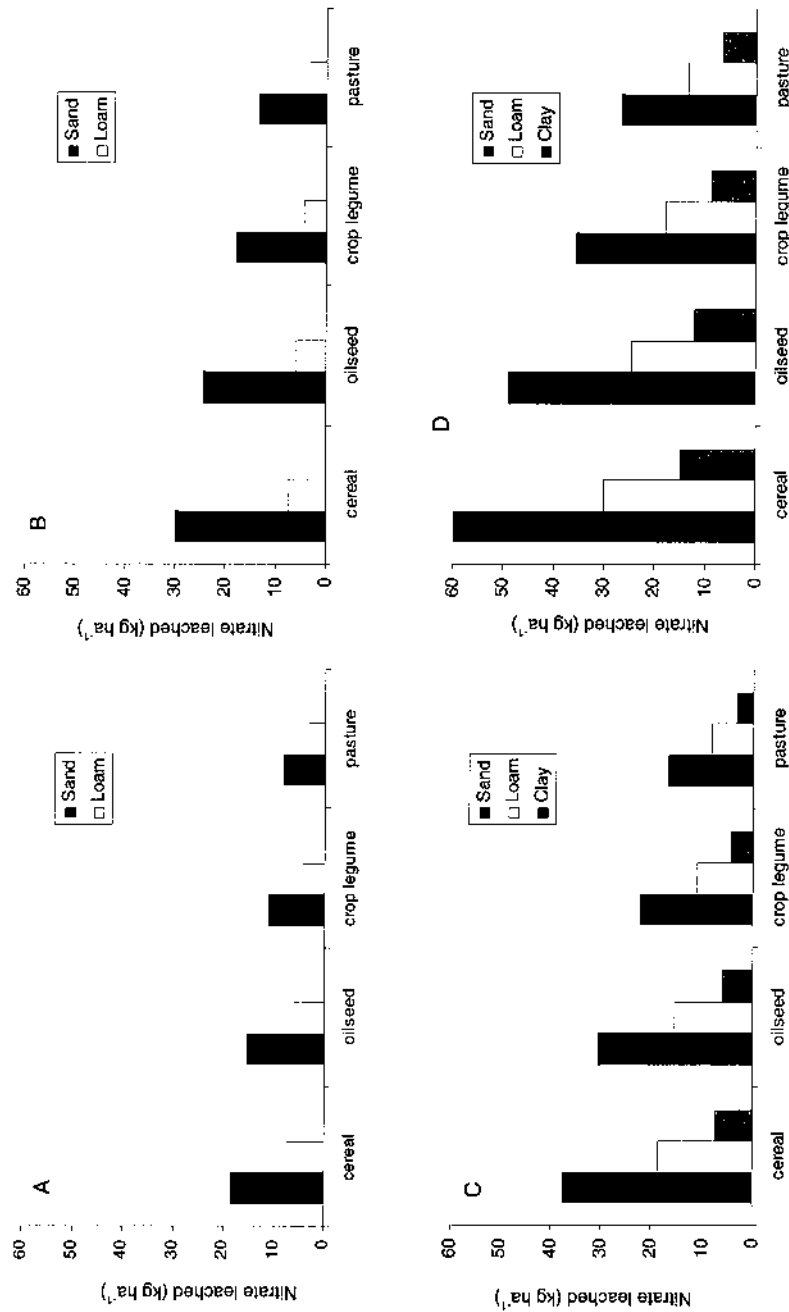 A
Nitrate leached (kg ha⁻¹)
60
50
40
30
20
10
0
cereal
oilseed
crop legume
pasture
Sand
Loam
B
Nitrate leached (kg ha⁻¹)
60
50
40
30
20
10
0
cereal
oilseed
crop legume
pasture
Sand
Loam
C
Nitrate leached (kg ha⁻¹)
60
50
40
30
20
10
0
cereal
oilseed
crop legume
pasture
Sand
Loam
Clay
D
Nitrate leached (kg ha⁻¹)
60
50
40
30
20
10
0
cereal
oilseed
crop legume
pasture
Sand
Loam
Clay